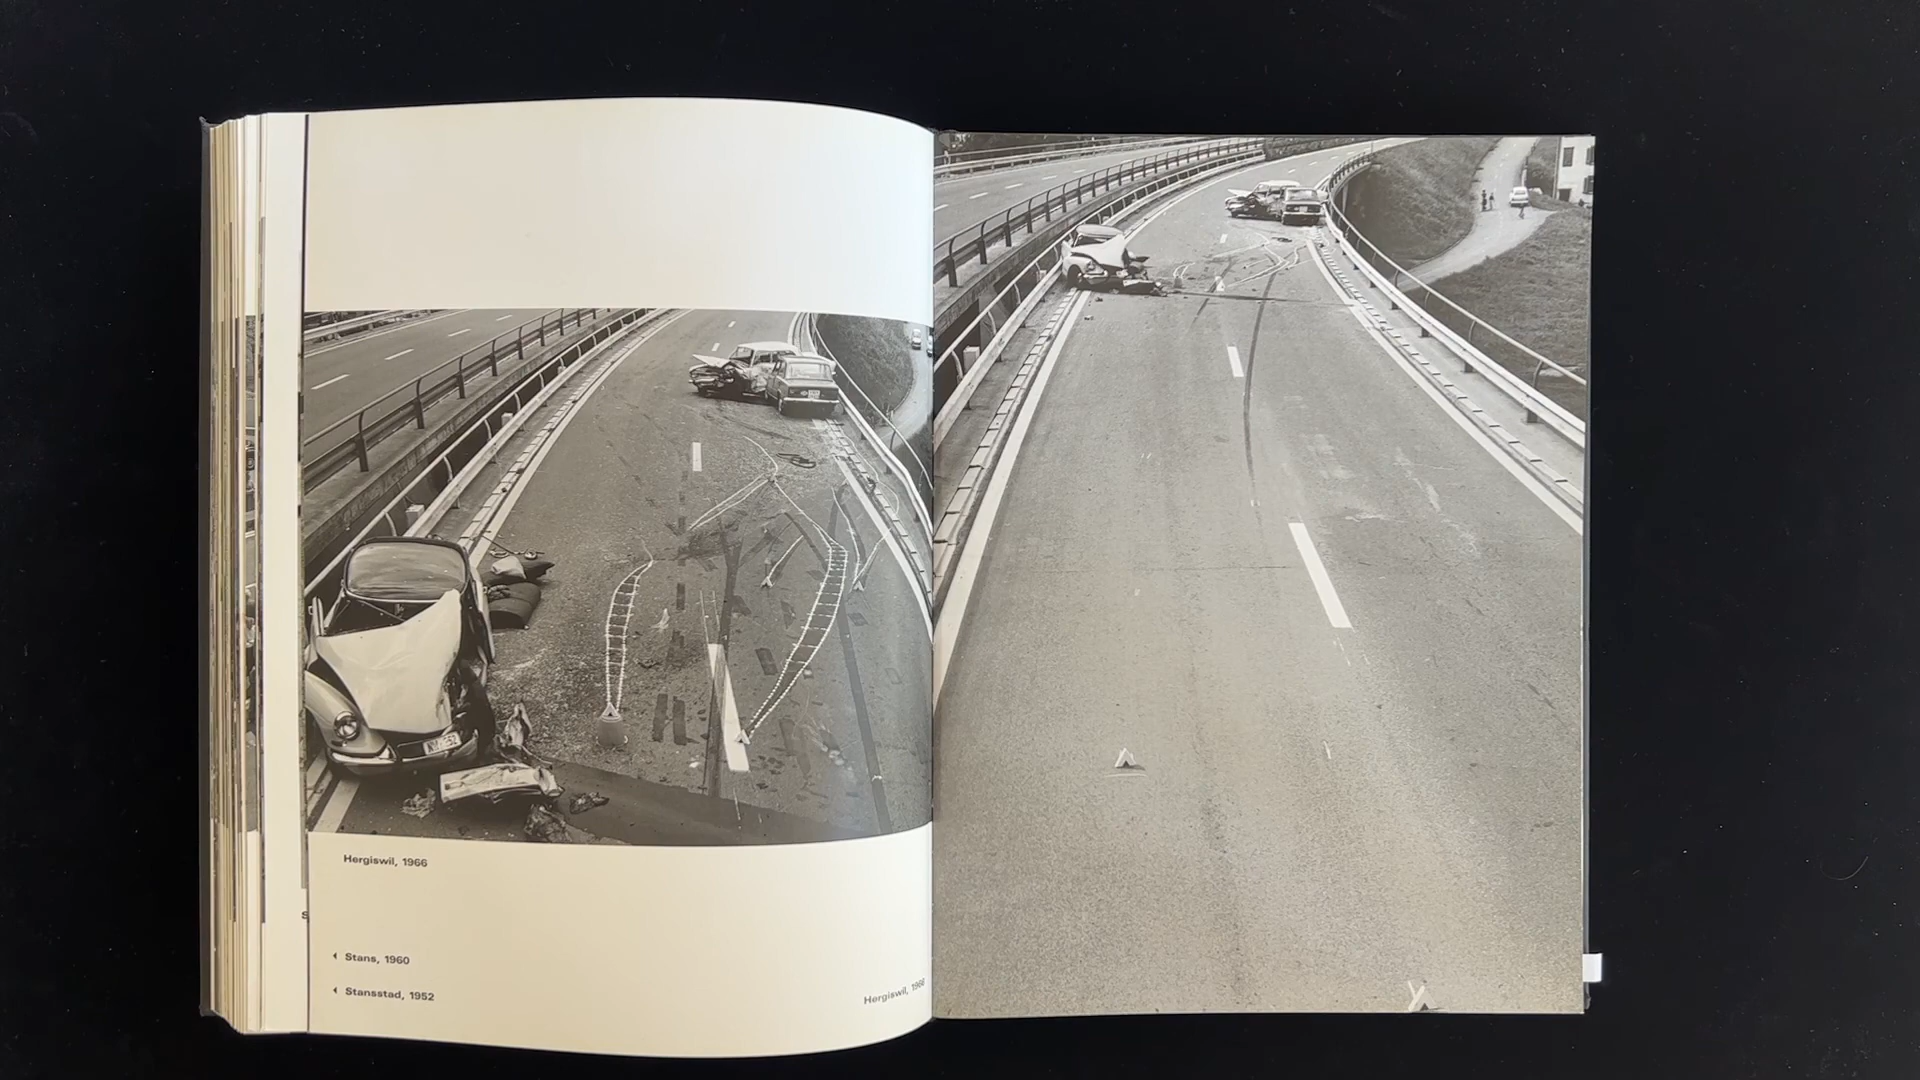 Hergiswil, 1966
◂ Stans, 1960
◂ Stansstad, 1952
Hergiswil, 1966